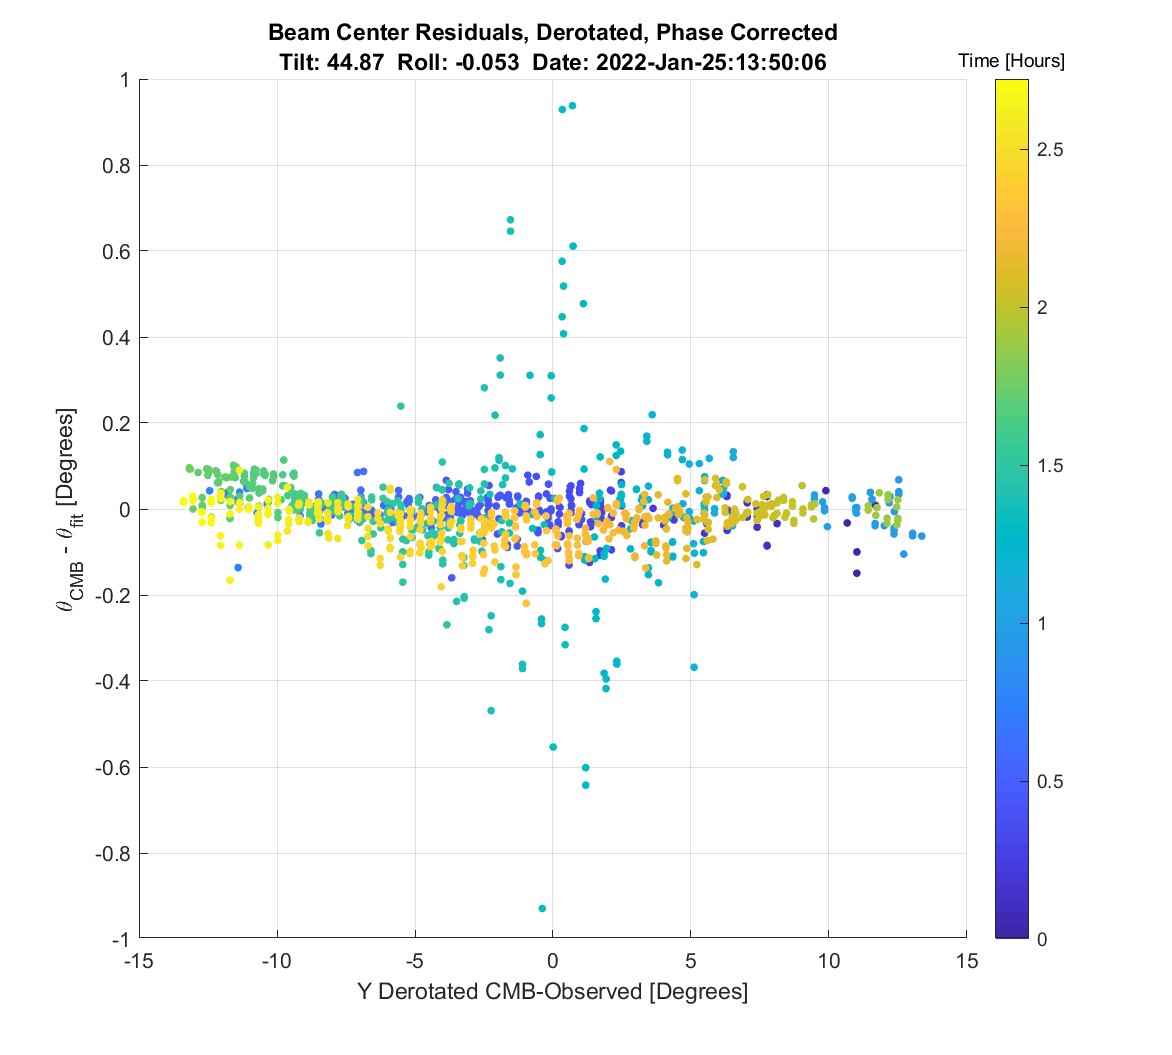 Beam Center Residuals, Derotated, Phase Corrected
Tilt: 44.87 Roll: -0.053 Date: 2022-Jan-25:13:50:06
Time [Hours]
1
0.8
0.6
0.4
0.2
0
-0.2
-0.4
-0.6
-0.8
-1
θCMB - θfit [Degrees]
-15 -10 -5 0 5 10 15
Y Derotated CMB-Observed [Degrees]
2.5
2
1.5
1
0.5
0